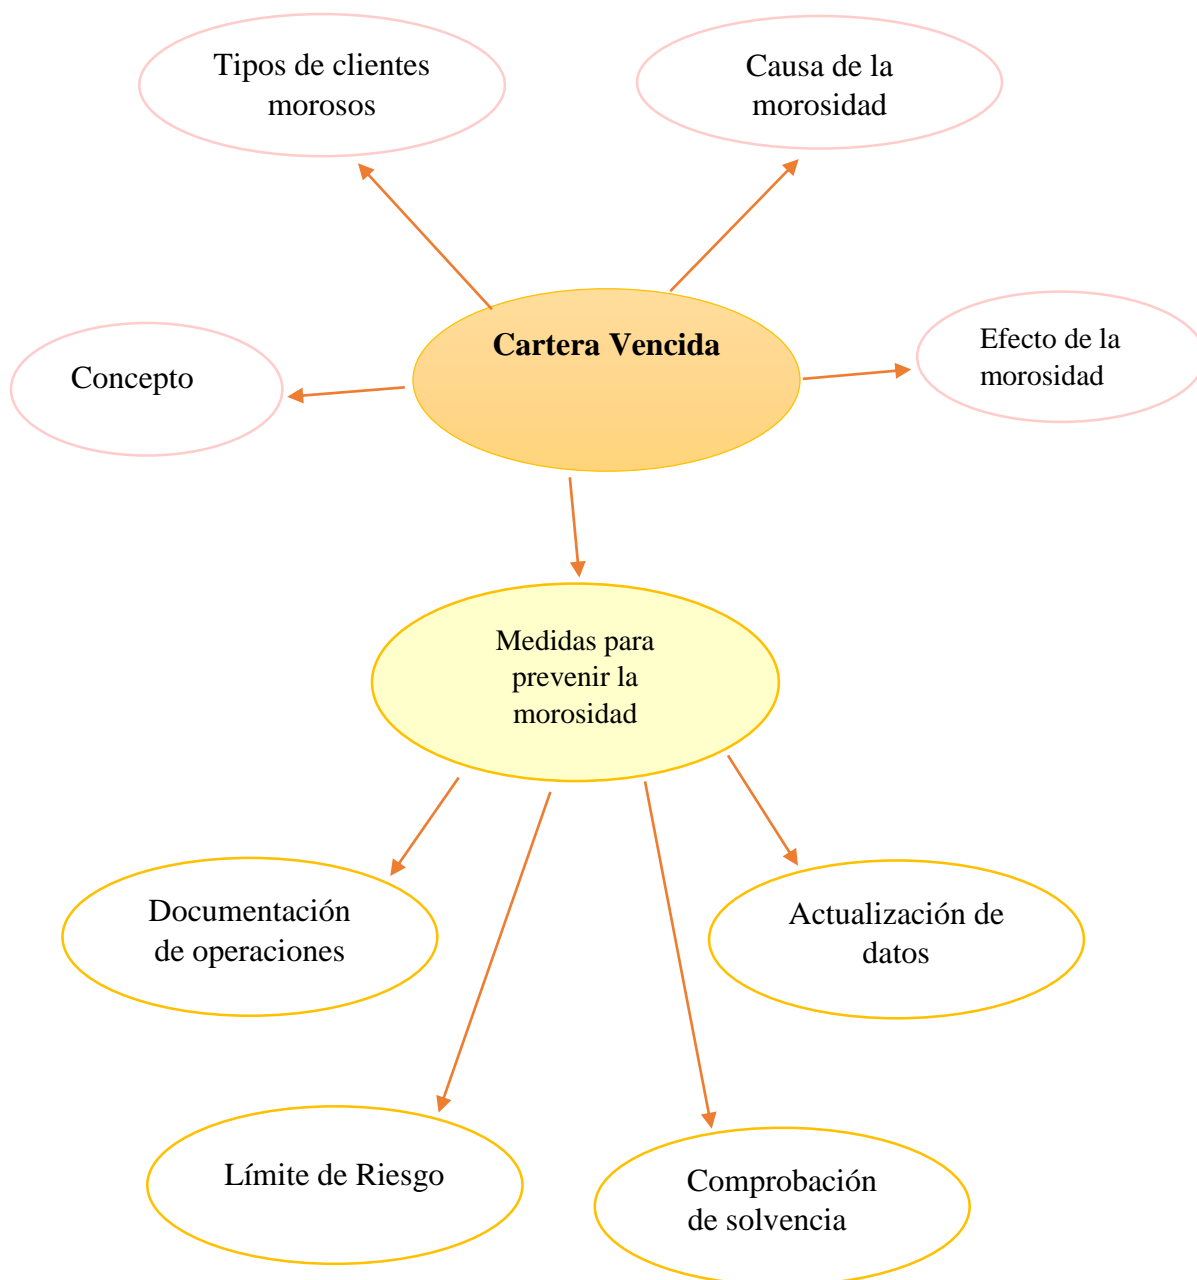 Tipos de clientes
morosos
Causa de la
morosidad
Cartera Vencida
Efecto de la
morosidad
Concepto
Medidas para
prevenir la
morosidad
Documentación
de operaciones
Actualización de
datos
Límite de Riesgo
Comprobación
de solvencia